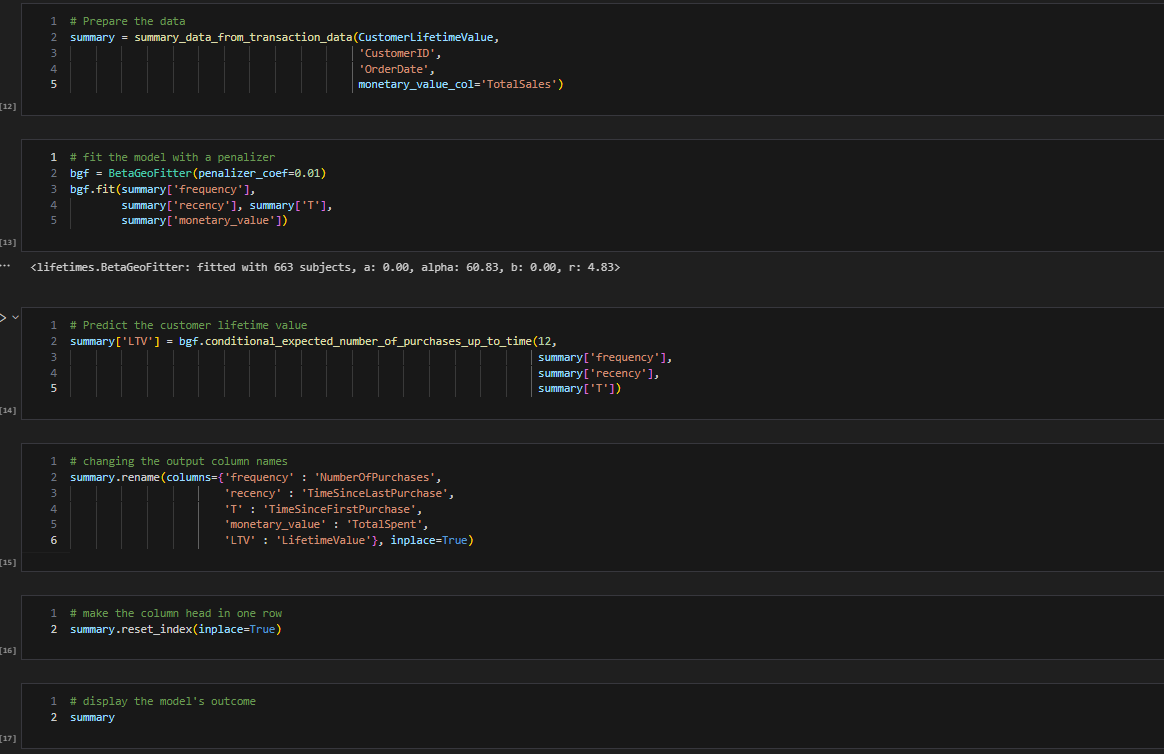 1 # Prepare the data
2 summary = summary_data_from_transaction_data(CustomerLifetimeValue,
3 'CustomerID',
4 'OrderDate',
5 monetary_value_col='TotalSales')
[12]
1 # fit the model with a penalizer
2 bgf = BetaGeoFitter(penalizer_coef=0.01)
3 bgf.fit(summary['frequency'],
4 summary['recency'], summary['T'],
5 summary['monetary_value'])
[13]
... <lifetimes.BetaGeoFitter: fitted with 663 subjects, a: 0.00, alpha: 60.83, b: 0.00, r: 4.83>
1 # Predict the customer lifetime value
2 summary['LTV'] = bgf.conditional_expected_number_of_purchases_up_to_time(12,
3 summary['frequency'],
4 summary['recency'],
5 summary['T'])
[14]
1 # changing the output column names
2 summary.rename(columns={'frequency' : 'NumberOfPurchases',
3 'recency' : 'TimeSinceLastPurchase',
4 'T' : 'TimeSinceFirstPurchase',
5 'monetary_value' : 'TotalSpent',
6 'LTV' : 'LifetimeValue'}, inplace=True)
[15]
1 # make the column head in one row
2 summary.reset_index(inplace=True)
[16]
1 # display the model's outcome
2 summary
[17]